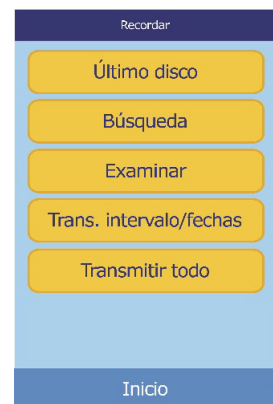 Recordar
Último disco
Búsqueda
Examinar
Trans. intervalo/fechas
Transmitir todo
Inicio